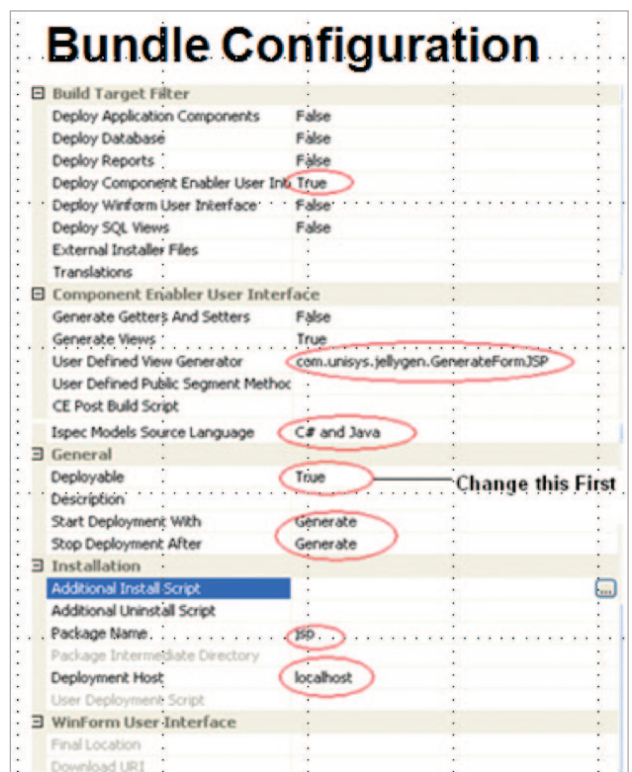 Bundle Configuration
Build Target Filter
Deploy Application Components False
Deploy Database False
Deploy Reports False
Deploy Component Enabler User Int True
Deploy Winform User Interface False
Deploy SQL Views False
External Installer Files
Translations
Component Enabler User Interface
Generate Getters And Setters False
Generate Views True
User Defined View Generator com.unisys.jellygen.GenerateFormJSP
User Defined Public Segment Methoc
CE Post Build Script
Ispec Models Source Language C# and Java
General
Deployable True Change this First
Description
Start Deployment With Generate
Stop Deployment After Generate
Installation
Additional Install Script ...
Additional Uninstall Script
Package Name jsp
Package Intermediate Directory
Deployment Host localhost
User Deployment Script
WinForm User Interface
Final Location
Download URI